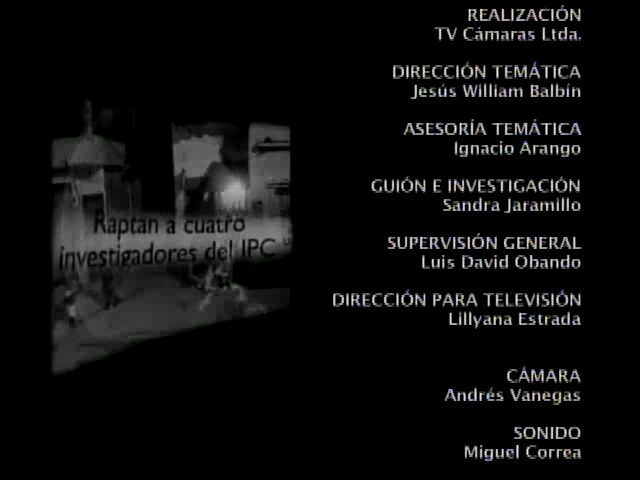 REALIZACIÓN
TV Cámaras Ltda.
DIRECCIÓN TEMÁTICA
Jesús William Balbín
ASESORÍA TEMÁTICA
Ignacio Arango
GUIÓN E INVESTIGACIÓN
Sandra Jaramillo
SUPERVISIÓN GENERAL
Luis David Obando
DIRECCIÓN PARA TELEVISIÓN
Lillyana Estrada
CÁMARA
Andrés Vanegas
SONIDO
Miguel Correa
Raptan a cuatro
investigadores del IPC